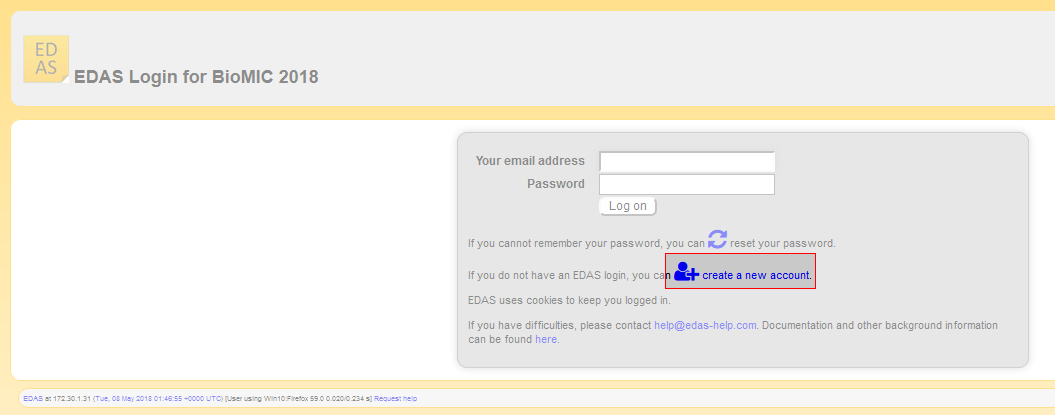 ED
AS
EDAS Login for BioMIC 2018
Your email address
Password
Log on
If you cannot remember your password, you can reset your password.
If you do not have an EDAS login, you can create a new account.
EDAS uses cookies to keep you logged in.
If you have difficulties, please contact help@edas-help.com. Documentation and other background information
can be found here.
EDAS at 172.30.1.31 (Tue, 08 May 2018 01:46:55 +0000 UTC) [User using Win10:Firefox 59.0 0.020/0.234 s] Request help